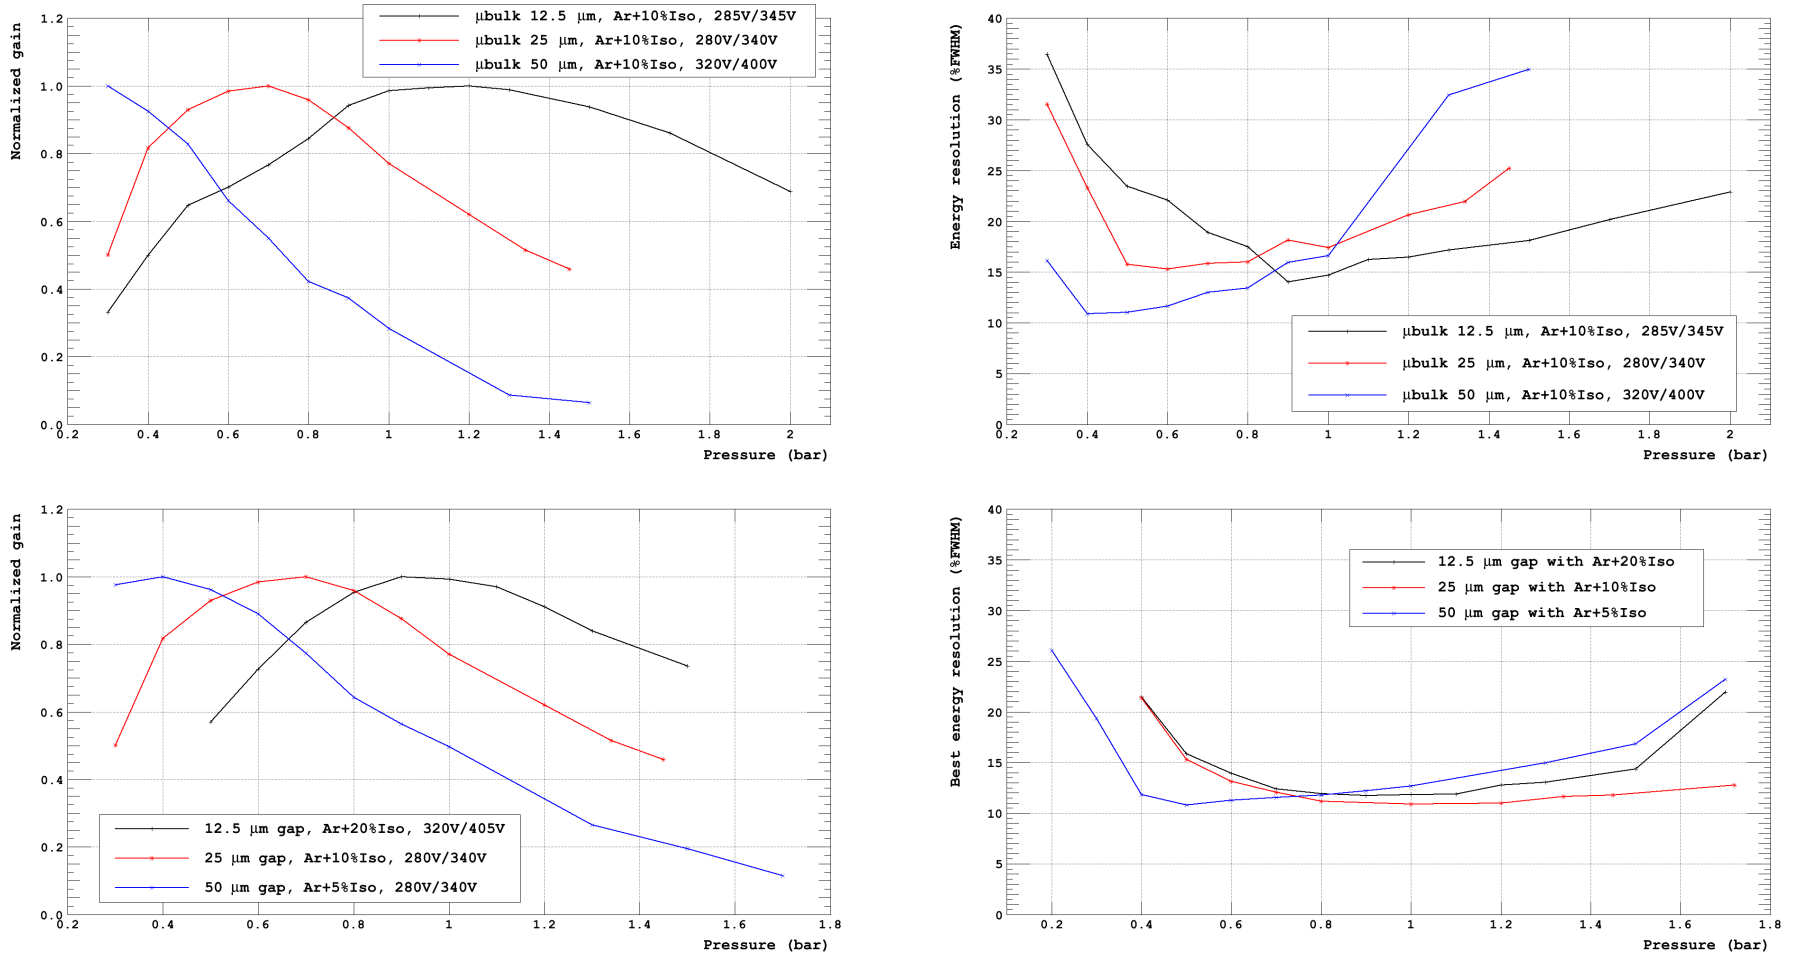 μbulk 12.5 μm, Ar+10%Iso, 285V/345V
μbulk 25 μm, Ar+10%Iso, 280V/340V
μbulk 50 μm, Ar+10%Iso, 320V/400V
Normalized gain
1.2
1.0
0.8
0.6
0.4
0.2
0.0
0.2 0.4 0.6 0.8 1 1.2 1.4 1.6 1.8 2
Pressure (bar)
Energy resolution (%FWHM)
40
35
30
25
20
15
10
5
0
μbulk 12.5 μm, Ar+10%Iso, 285V/345V
μbulk 25 μm, Ar+10%Iso, 280V/340V
μbulk 50 μm, Ar+10%Iso, 320V/400V
0.2 0.4 0.6 0.8 1 1.2 1.4 1.6 1.8 2
Pressure (bar)
Normalized gain
1.2
1.0
0.8
0.6
0.4
0.2
0.0
12.5 μm gap, Ar+20%Iso, 320V/405V
25 μm gap, Ar+10%Iso, 280V/340V
50 μm gap, Ar+5%Iso, 280V/340V
0.2 0.4 0.6 0.8 1 1.2 1.4 1.6 1.8
Pressure (bar)
Best energy resolution (%FWHM)
40
35
30
25
20
15
10
5
0
12.5 μm gap with Ar+20%Iso
25 μm gap with Ar+10%Iso
50 μm gap with Ar+5%Iso
0.2 0.4 0.6 0.8 1 1.2 1.4 1.6 1.8
Pressure (bar)